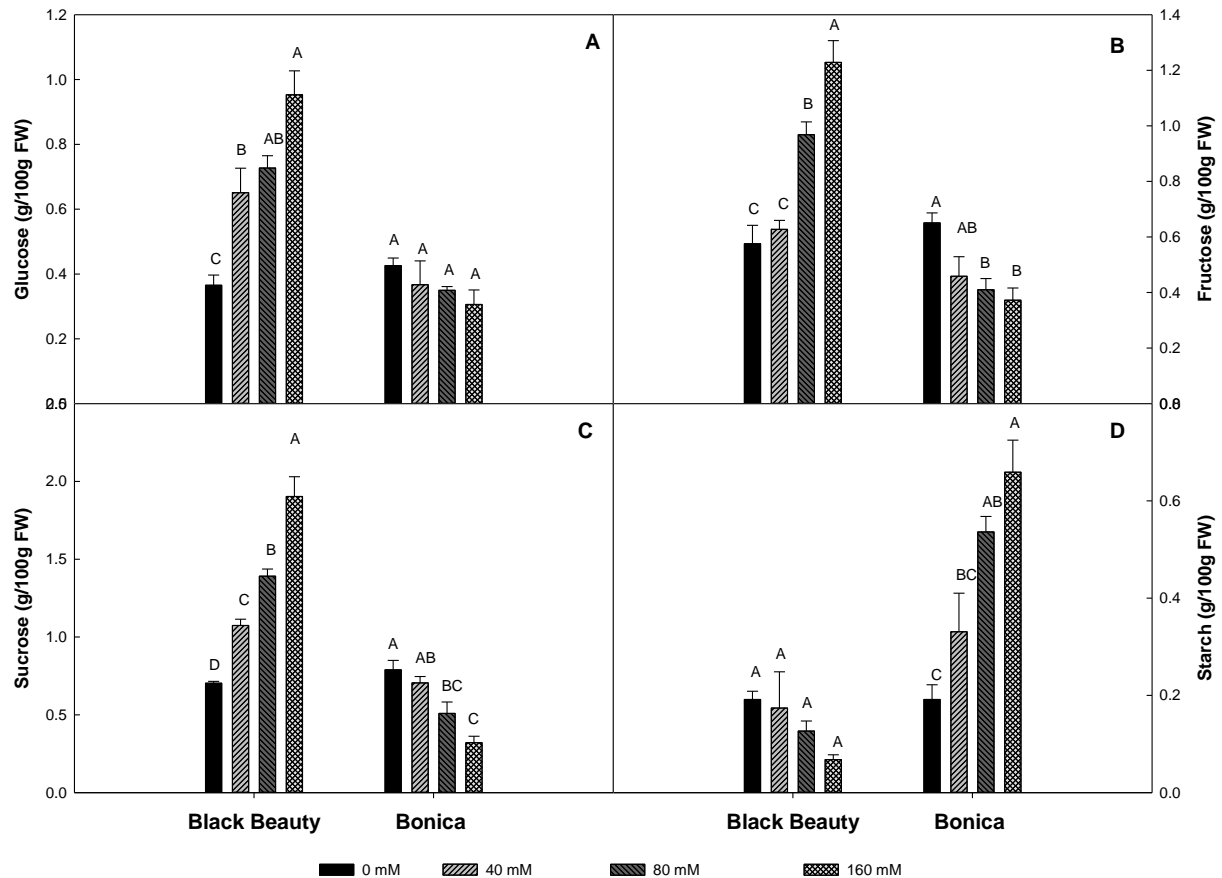 1.2
1.0
0.8
0.6
0.4
0.2
Glucose (g/100g FW)
A
C
B
AB
A
A
A
A
A
1.4
1.2
1.0
0.8
0.6
0.4
0.2
Fructose (g/100g FW)
B
C
C
B
A
A
AB
B
B
2.0
1.5
1.0
0.5
0.0
Sucrose (g/100g FW)
C
D
C
B
A
A
AB
BC
C
0.6
0.4
0.2
0.0
Starch (g/100g FW)
D
A
A
A
A
C
BC
AB
A
Black Beauty Bonica
Black Beauty Bonica
0 mM 40 mM 80 mM 160 mM